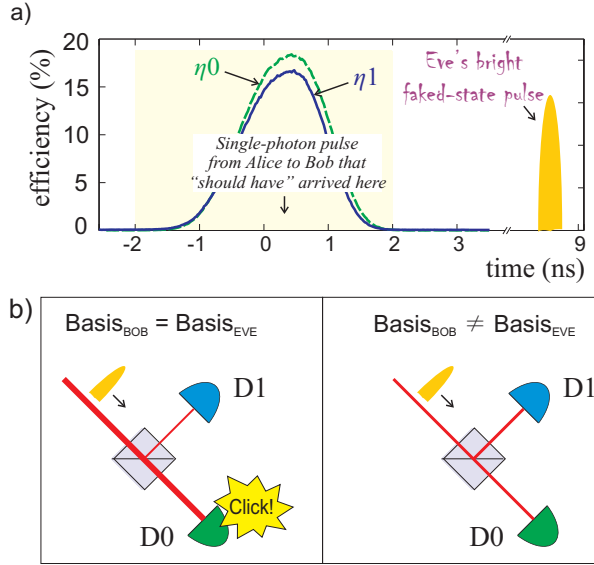 a)
efficiency (%)
20
15
10
5
0
η0
η1
Eve's bright
faked-state pulse
Single-photon pulse
from Alice to Bob that
“should have” arrived here
-2
-1
0
1
2
3
9
time (ns)
b)
BasisBOB = BasisEVE
D1
Click!
D0
BasisBOB ≠ BasisEVE
D1
D0